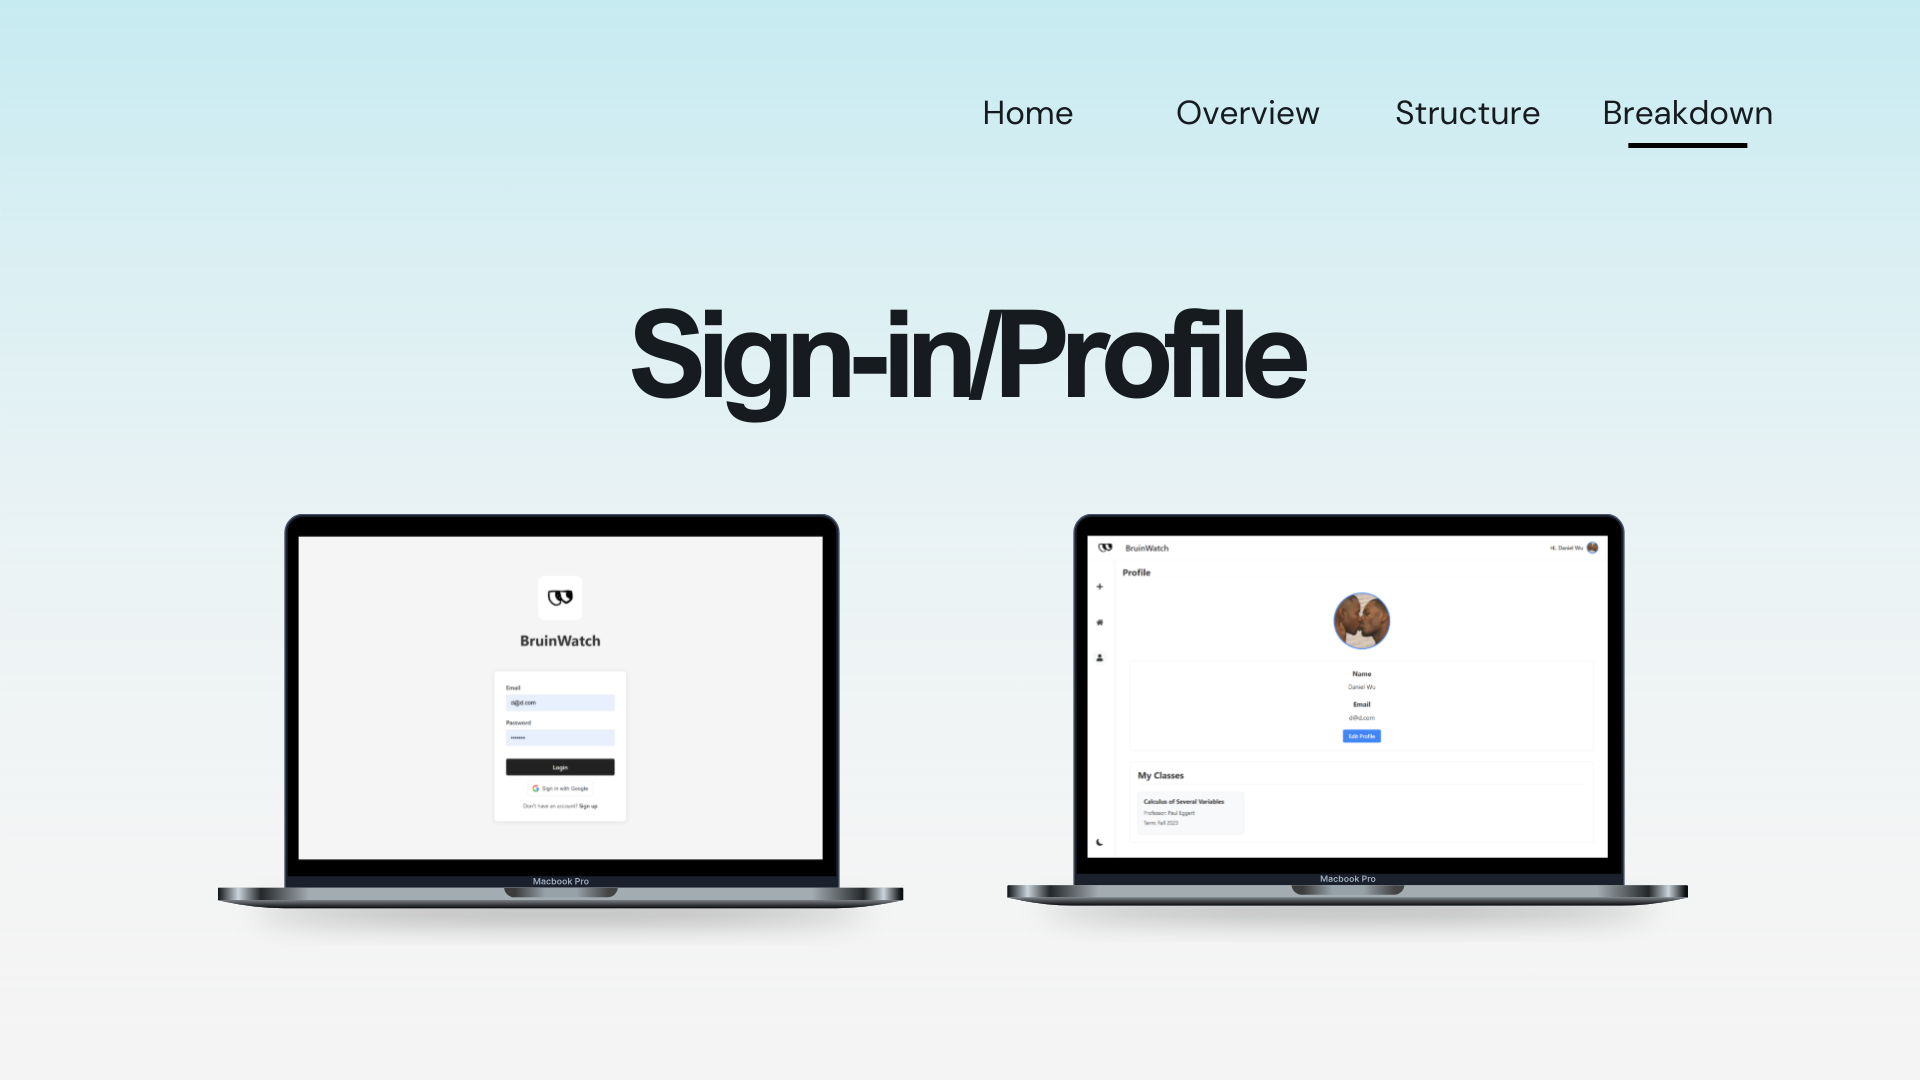 Home Overview Structure Breakdown
Sign-in/Profile
BruinWatch
Email
d@d.com
Password
Login
Sign in with Google
Don't have an account? Sign up
Macbook Pro
BruinWatch
Hi, Daniel Wu
Profile
Name
Daniel Wu
Email
d@d.com
Edit Profile
My Classes
Calculus of Several Variables
Professor: Paul Eggert
Term: Fall 2023
Macbook Pro